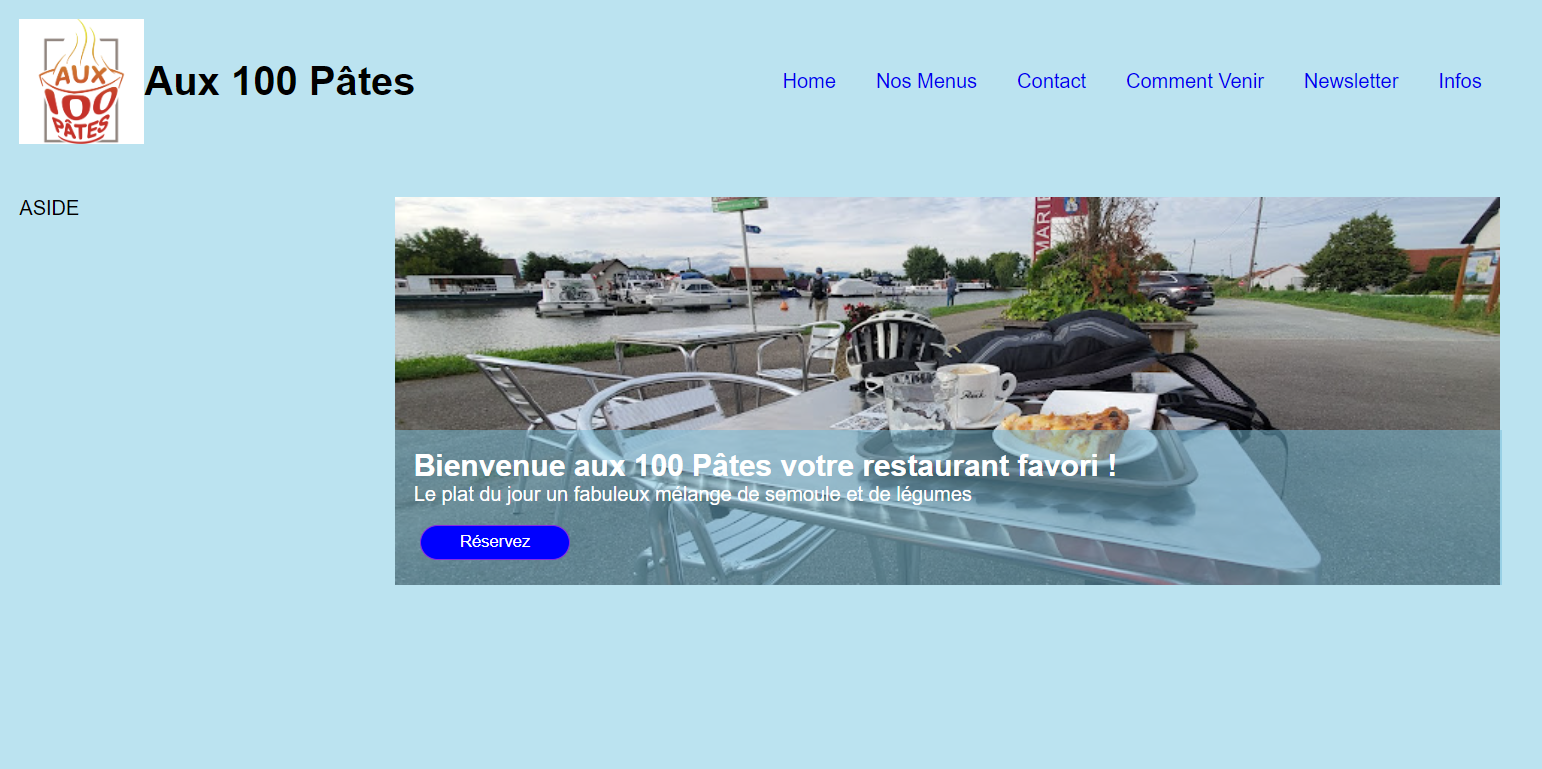 AUX
100
PÂTES
Aux 100 Pâtes
Home Nos Menus Contact Comment Venir Newsletter Infos
ASIDE
MARIE
Bienvenue aux 100 Pâtes votre restaurant favori !
Le plat du jour un fabuleux mélange de semoule et de légumes
Réservez